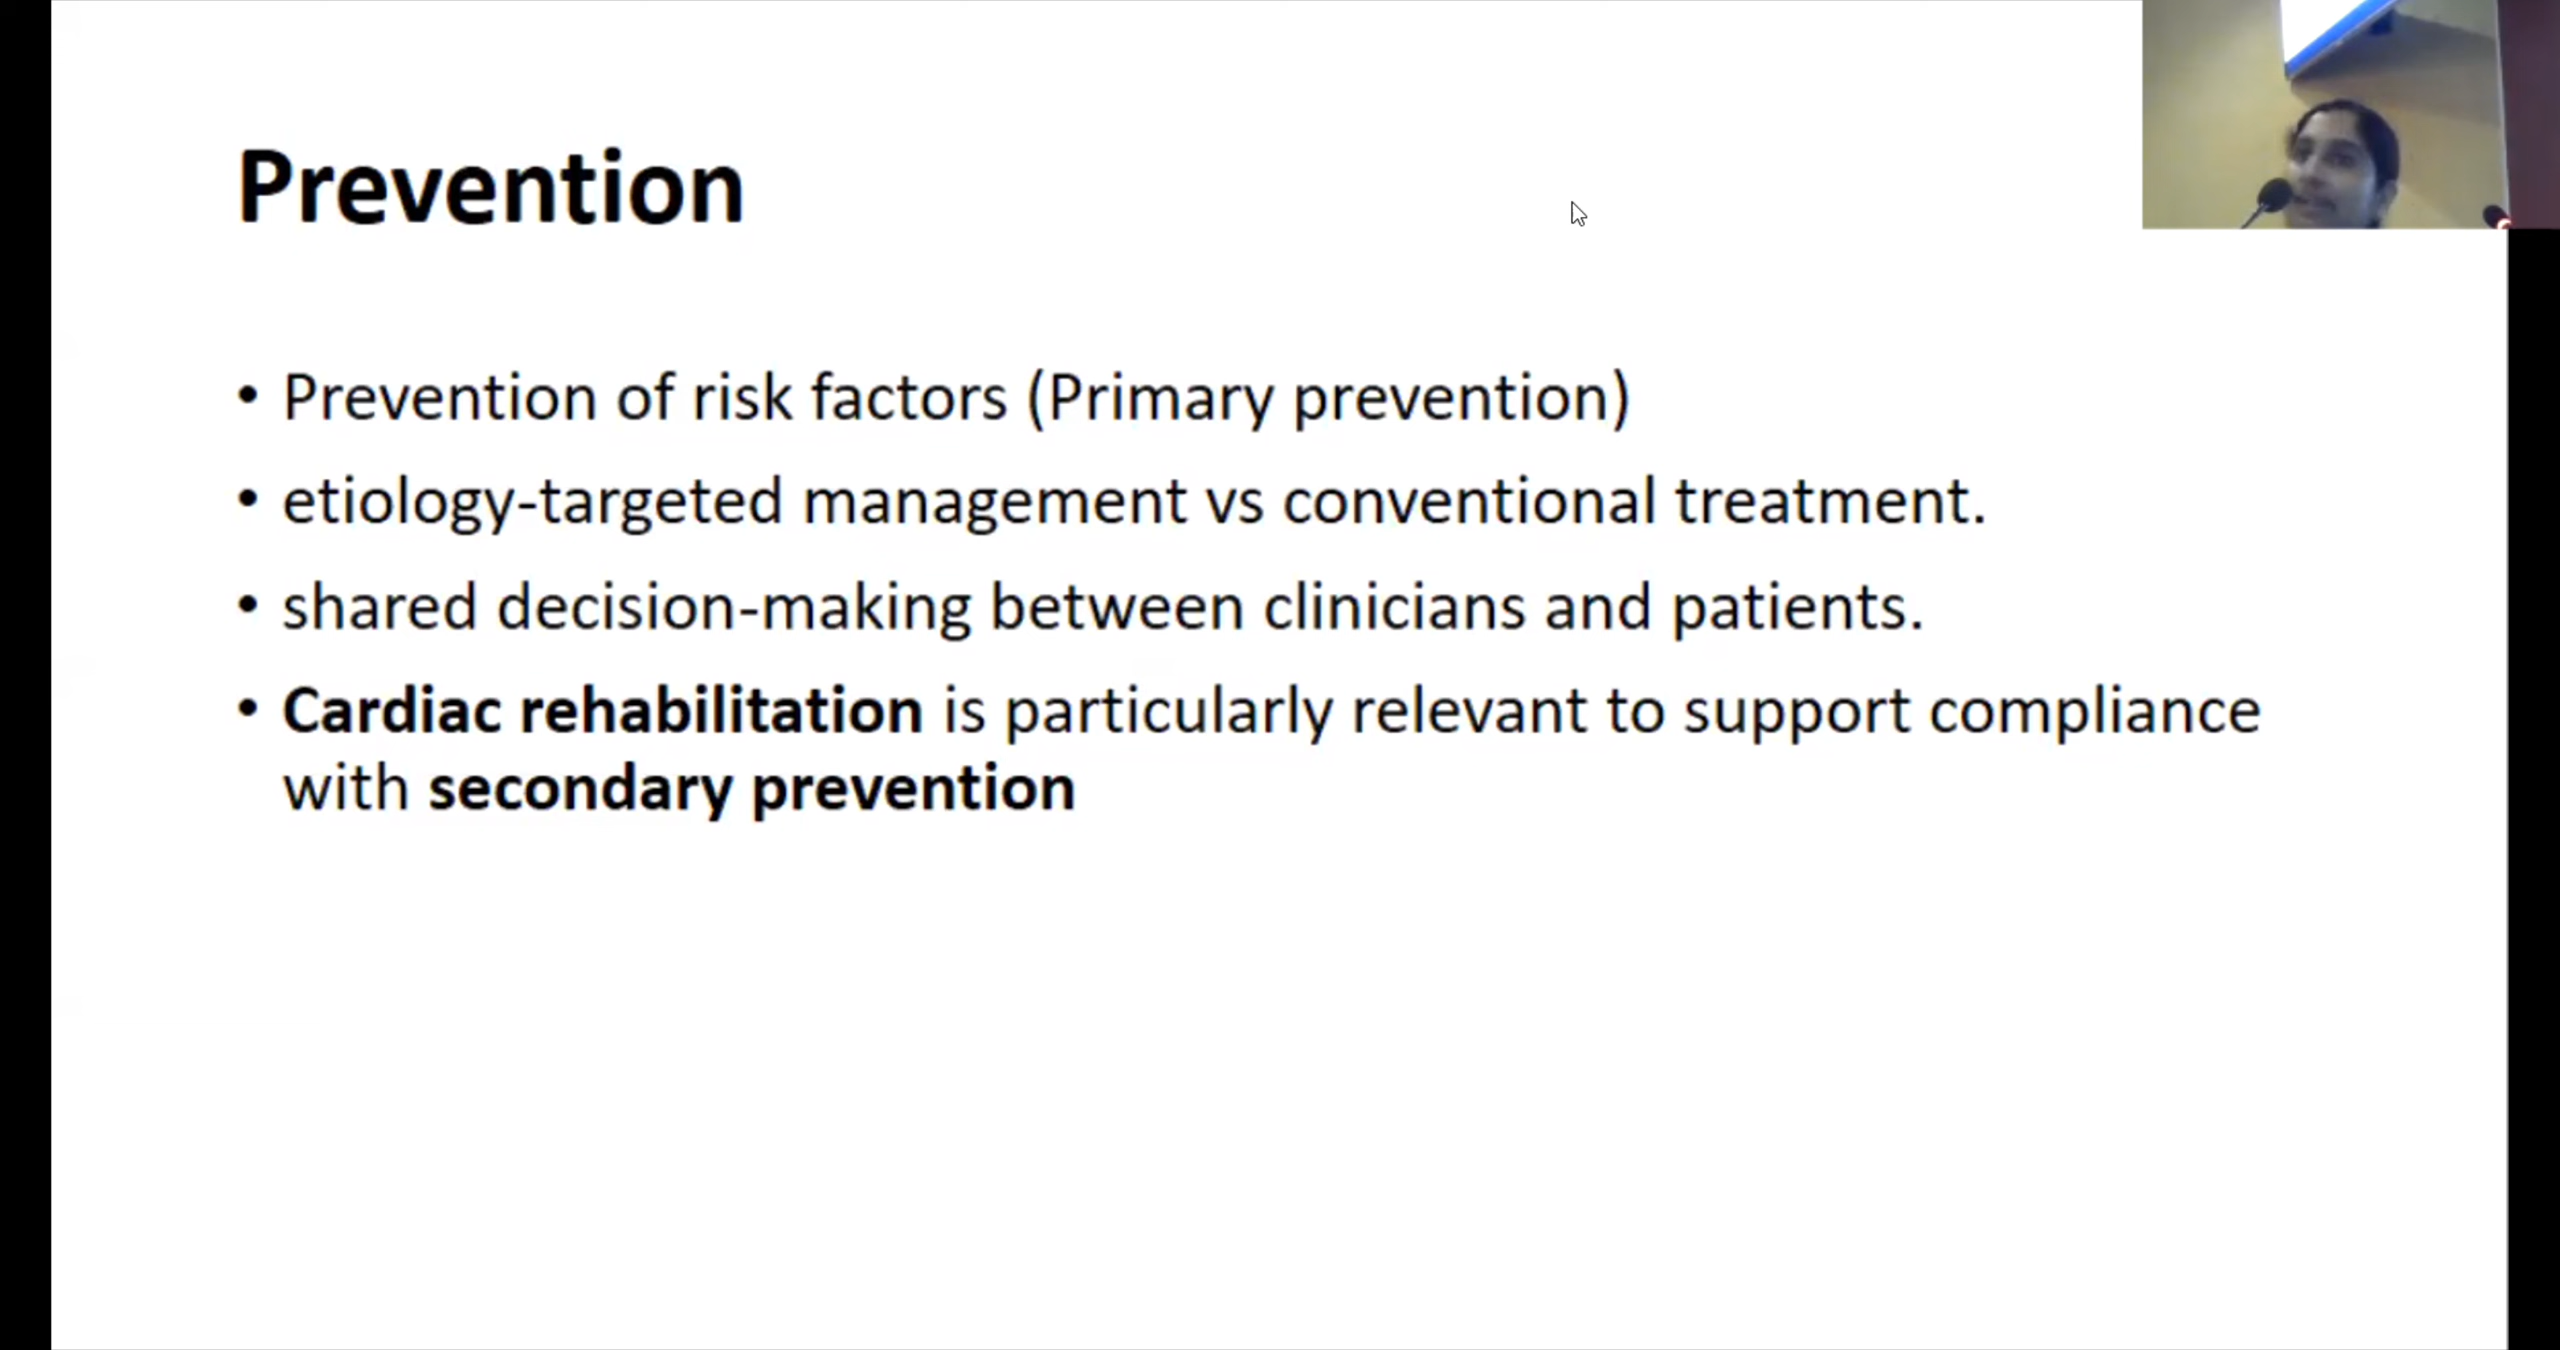 Prevention
• Prevention of risk factors (Primary prevention)
• etiology-targeted management vs conventional treatment.
• shared decision-making between clinicians and patients.
• Cardiac rehabilitation is particularly relevant to support compliance
with secondary prevention